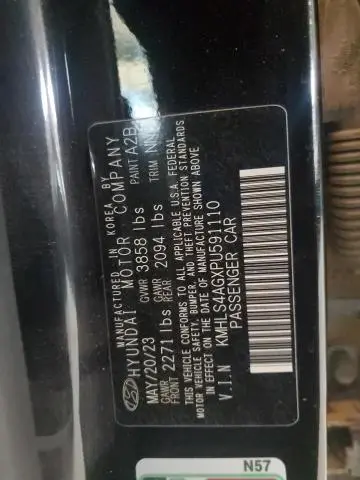 MANUFACTURED IN KOREA BY
HYUNDAI MOTOR COMPANY
MAY/20/23 GVWR 3858 lbs PAINT A2B
GAWR FRONT 2271 lbs GAWR REAR 2094 lbs TRIM
THIS VEHICLE CONFORMS TO ALL APPLICABLE U.S.A. FEDERAL
MOTOR VEHICLE SAFETY, BUMPER, AND THEFT PREVENTION STANDARDS
IN EFFECT ON THE DATE OF MANUFACTURE SHOWN ABOVE
V.I.N KMHLS4AGXPU591110
PASSENGER CAR
N57